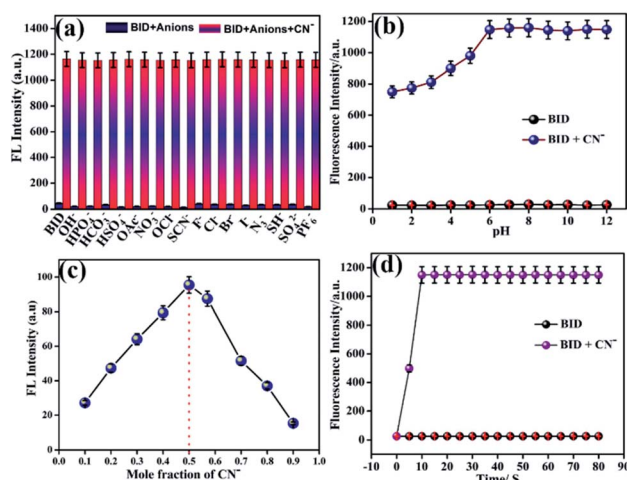 (a)
BID+Anions
BID+Anions+CN⁻
FL Intensity (a.u.)
1400
1200
1000
800
600
400
200
0
BID
OH⁻
HPO₄⁻
HCO₃⁻
HSO₄⁻
OAc⁻
NO₃⁻
OCl⁻
SCN⁻
F⁻
Cl⁻
Br⁻
I⁻
N₃⁻
SH⁻
SO₄²⁻
PF₆⁻
(b)
Fluorescence Intensity/a.u.
1200
1000
800
600
400
200
0
BID
BID + CN⁻
0 2 4 6 8 10 12
pH
(c)
FL Intensity (a.u)
100
80
60
40
20
0
0.0 0.1 0.2 0.3 0.4 0.5 0.6 0.7 0.8 0.9 1.0
Mole fraction of CN⁻
(d)
Fluorescence Intensity/a.u.
1200
1000
800
600
400
200
0
BID
BID + CN⁻
-10 0 10 20 30 40 50 60 70 80 90
Time/ S